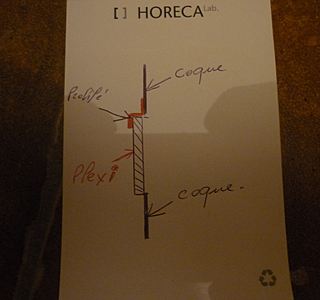 [ ] HORECA Lab.
coque
Profilé
Plexi
coque.